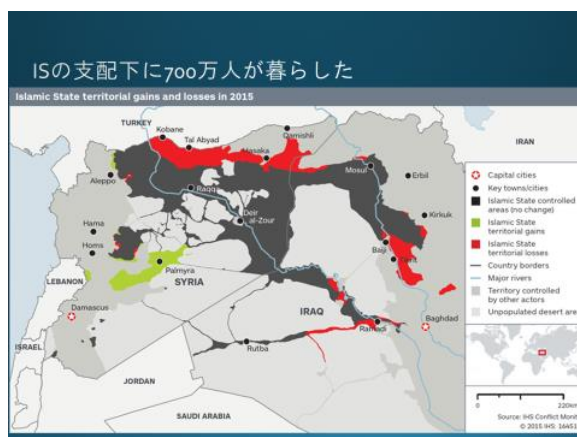 ISの支配下に700万人が暮らした
Islamic State territorial gains and losses in 2015
TURKEY
Kobane
Tal Abyad
Qamishli
Hasaka
IRAN
Aleppo
Raqqa
Mosul
Erbil
Deir
al-Zour
Kirkuk
Hama
Homs
Baiji
Palmyra
LEBANON
SYRIA
Damascus
IRAQ
Baghdad
Ramadi
ISRAEL
Rutba
JORDAN
SAUDI ARABIA
Capital cities
Key towns/cities
Islamic State controlled
areas (no change)
Islamic State
territorial gains
Islamic State
territorial losses
Country borders
Major rivers
Territory controlled
by other actors
Unpopulated desert are
0
220km
Source: IHS Conflict Monit
© 2015 IHS: